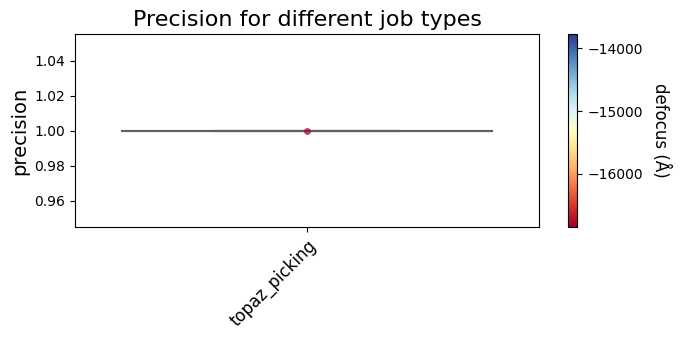 Precision for different job types
precision
1.04
1.02
1.00
0.98
0.96
topaz_picking
−14000
−15000
−16000
defocus (Å)